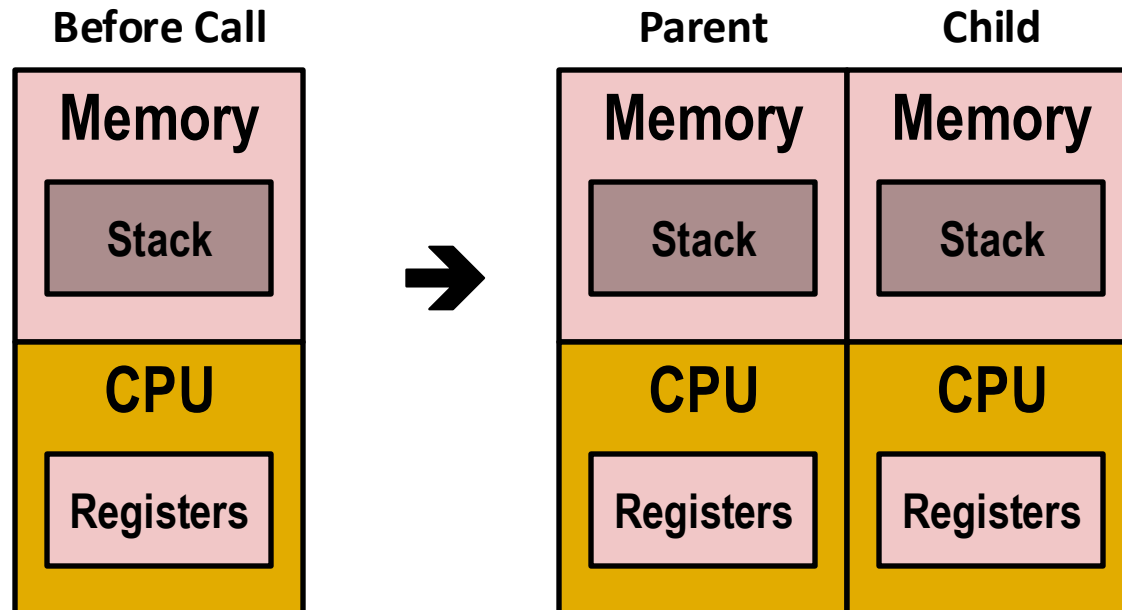 Before Call
Parent
Child
Memory
Memory
Memory
Stack
Stack
Stack
CPU
CPU
CPU
Registers
Registers
Registers